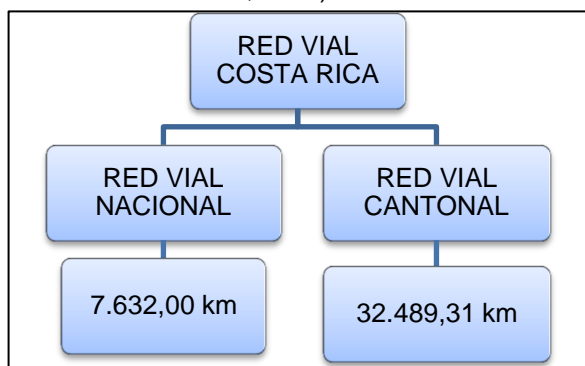 RED VIAL
COSTA RICA
RED VIAL
NACIONAL
RED VIAL
CANTONAL
7.632,00 km
32.489,31 km